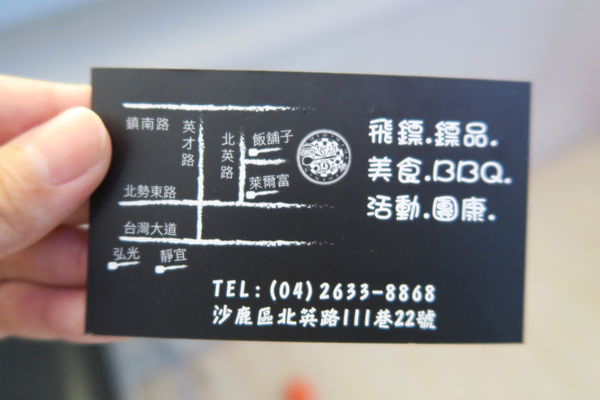 鎮南路
英才路
北英路
飯舖子
萊爾富
北勢東路
台灣大道
弘光
靜宜
飛鏢.鏢品.
美食.BBQ.
活動.團康.
TEL:(04)2633-8868
沙鹿區北英路111巷22號